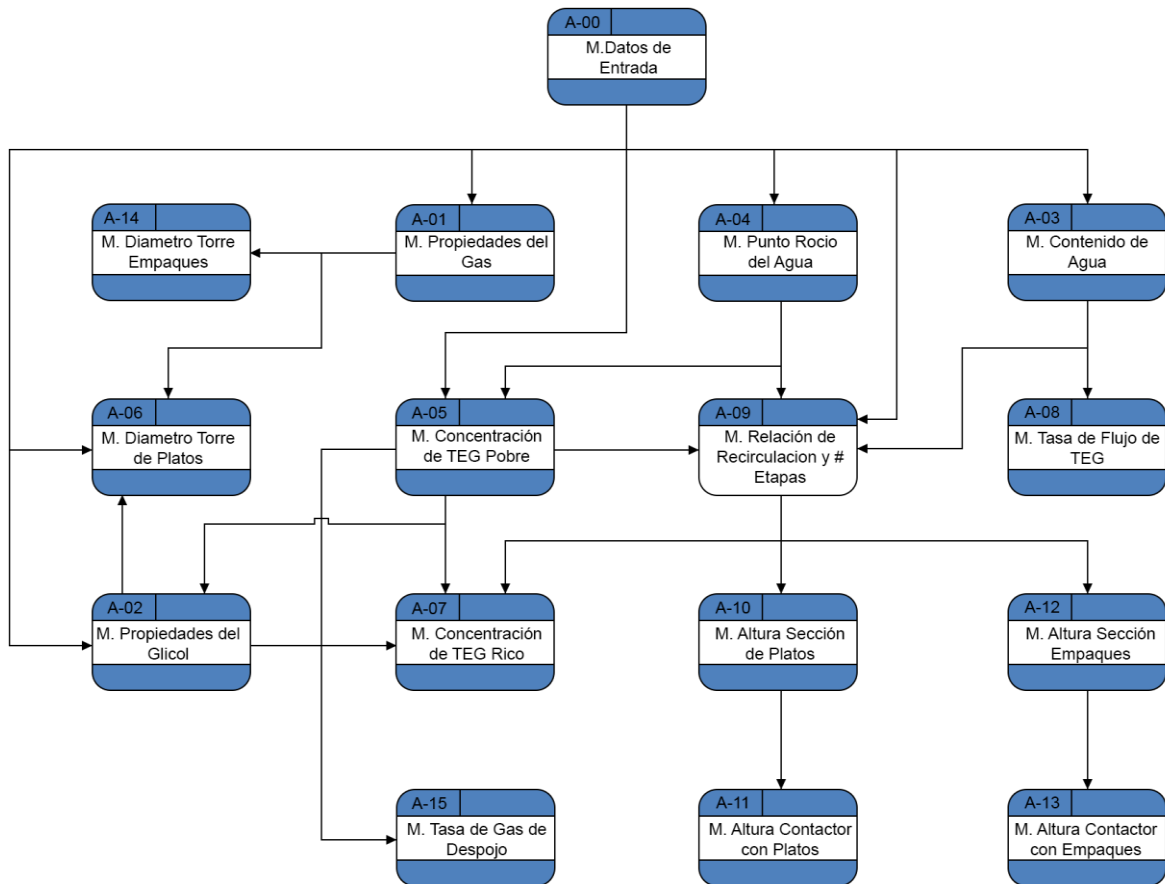 A-00
M.Datos de
Entrada
A-14
M. Diametro Torre
Empaques
A-01
M. Propiedades del
Gas
A-04
M. Punto Rocio
del Agua
A-03
M. Contenido de
Agua
A-06
M. Diametro Torre
de Platos
A-05
M. Concentración
de TEG Pobre
A-09
M. Relación de
Recirculacion y #
Etapas
A-08
M. Tasa de Flujo de
TEG
A-02
M. Propiedades del
Glicol
A-07
M. Concentración
de TEG Rico
A-10
M. Altura Sección
de Platos
A-12
M. Altura Sección
Empaques
A-15
M. Tasa de Gas de
Despojo
A-11
M. Altura Contactor
con Platos
A-13
M. Altura Contactor
con Empaques